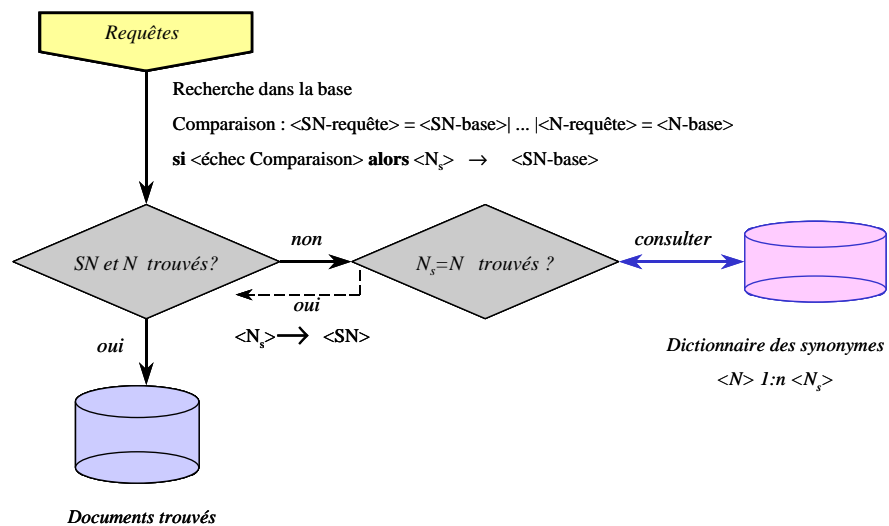 Requêtes
Recherche dans la base
Comparaison : <SN-requête> = <SN-base>| ... |<N-requête> = <N-base>
si <échec Comparaison> alors <Ns> → <SN-base>
SN et N trouvés?
non
Ns=N trouvés ?
consulter
oui
<Ns> → <SN>
oui
Dictionnaire des synonymes
<N> 1:n <Ns>
Documents trouvés